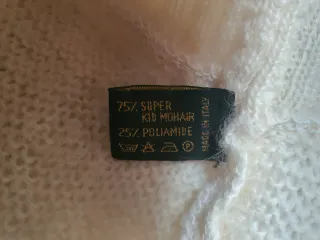 75% SUPER
KID MOHAIR
25% POLIAMIDE
MADE IN ITALY